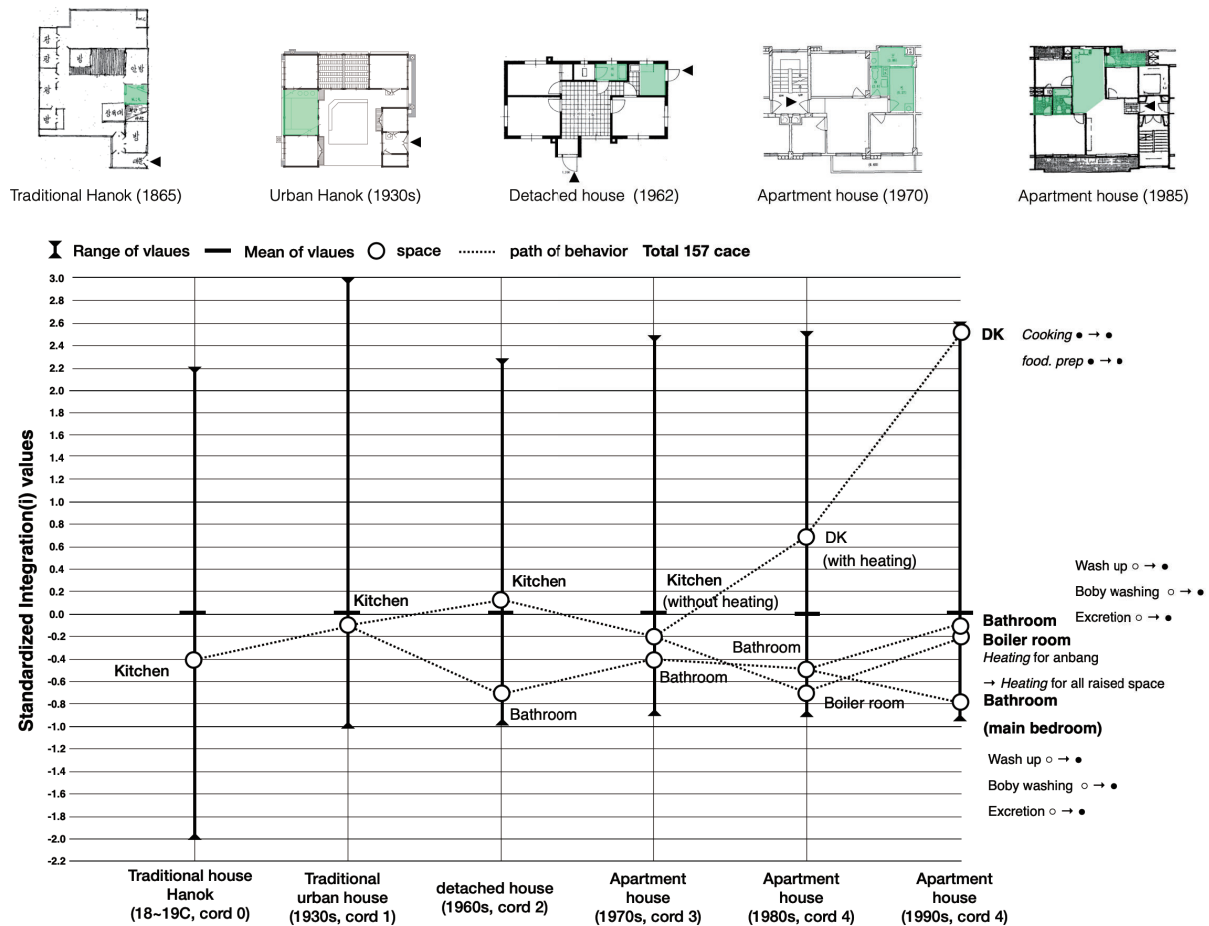 Traditional Hanok (1865)
Urban Hanok (1930s)
Detached house (1962)
Apartment house (1970)
Apartment house (1985)
Range of vlaues
Mean of vlaues
space
path of behavior
Total 157 cace
Standardized Integration(i) values
3.0
2.8
2.6
2.4
2.2
2.0
1.8
1.6
1.4
1.2
1.0
0.8
0.6
0.4
0.2
0.0
-0.2
-0.4
-0.6
-0.8
-1.0
-1.2
-1.4
-1.6
-1.8
-2.0
-2.2
Kitchen
Kitchen
Kitchen
Bathroom
Kitchen
(without heating)
Bathroom
DK
(with heating)
Bathroom
Boiler room
DK
Cooking ● → ●
food. prep ● → ●
Wash up ○ → ●
Boby washing ○ → ●
Excretion ○ → ●
Bathroom
Boiler room
Heating for anbang
→ Heating for all raised space
Bathroom
(main bedroom)
Wash up ○ → ●
Boby washing ○ → ●
Excretion ○ → ●
Traditional house
Hanok
(18~19C, cord 0)
Traditional
urban house
(1930s, cord 1)
detached house
(1960s, cord 2)
Apartment
house
(1970s, cord 3)
Apartment
house
(1980s, cord 4)
Apartment
house
(1990s, cord 4)